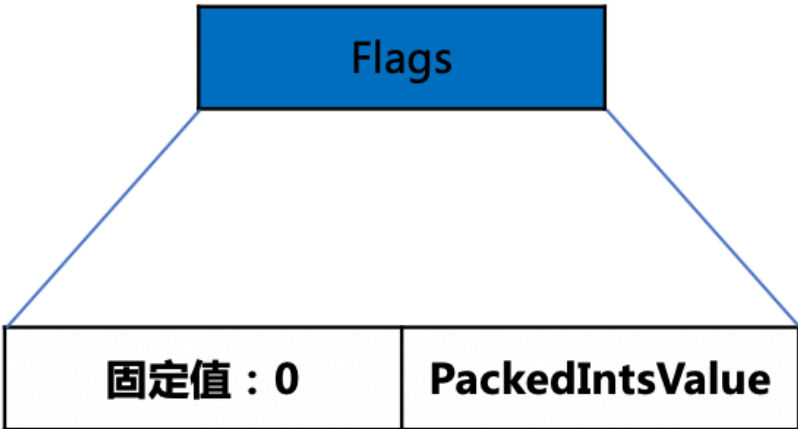 Flags
固定值：0
PackedIntsValue